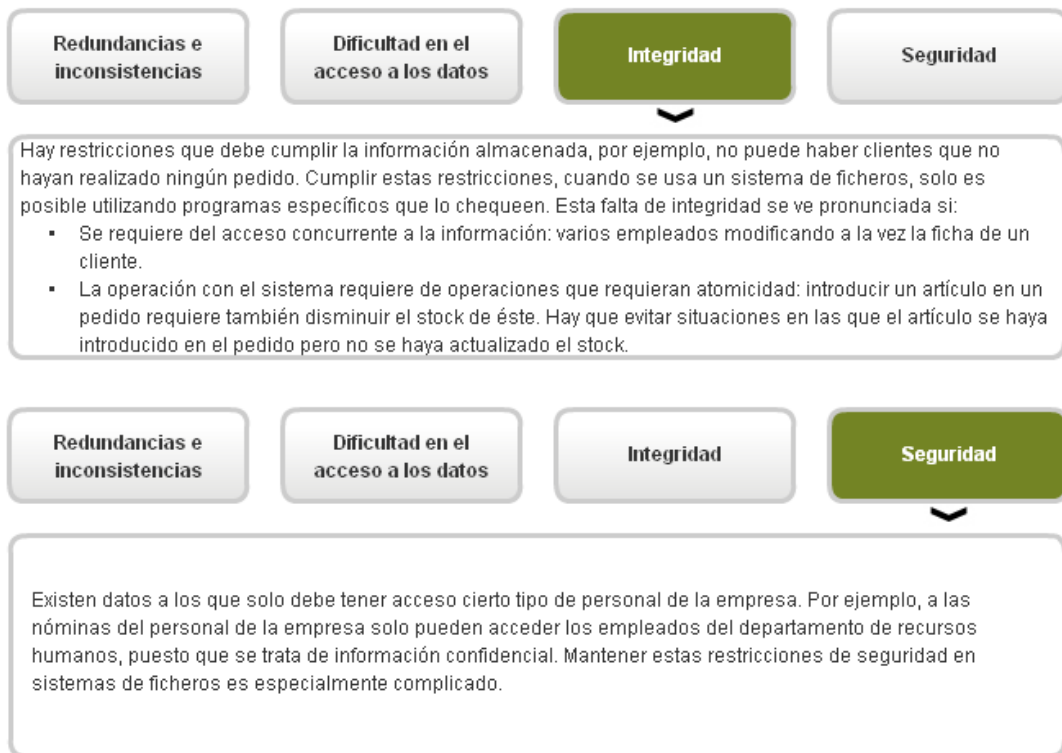 Redundancias e
inconsistencias
Dificultad en el
acceso a los datos
Integridad
Seguridad
Hay restricciones que debe cumplir la información almacenada, por ejemplo, no puede haber clientes que no
hayan realizado ningún pedido. Cumplir estas restricciones, cuando se usa un sistema de ficheros, solo es
posible utilizando programas específicos que lo chequeen. Esta falta de integridad se ve pronunciada si:
▪ Se requiere del acceso concurrente a la información: varios empleados modificando a la vez la ficha de un
cliente.
▪ La operación con el sistema requiere de operaciones que requieran atomicidad: introducir un artículo en un
pedido requiere también disminuir el stock de éste. Hay que evitar situaciones en las que el artículo se haya
introducido en el pedido pero no se haya actualizado el stock.
Redundancias e
inconsistencias
Dificultad en el
acceso a los datos
Integridad
Seguridad
Existen datos a los que solo debe tener acceso cierto tipo de personal de la empresa. Por ejemplo, a las
nóminas del personal de la empresa solo pueden acceder los empleados del departamento de recursos
humanos, puesto que se trata de información confidencial. Mantener estas restricciones de seguridad en
sistemas de ficheros es especialmente complicado.